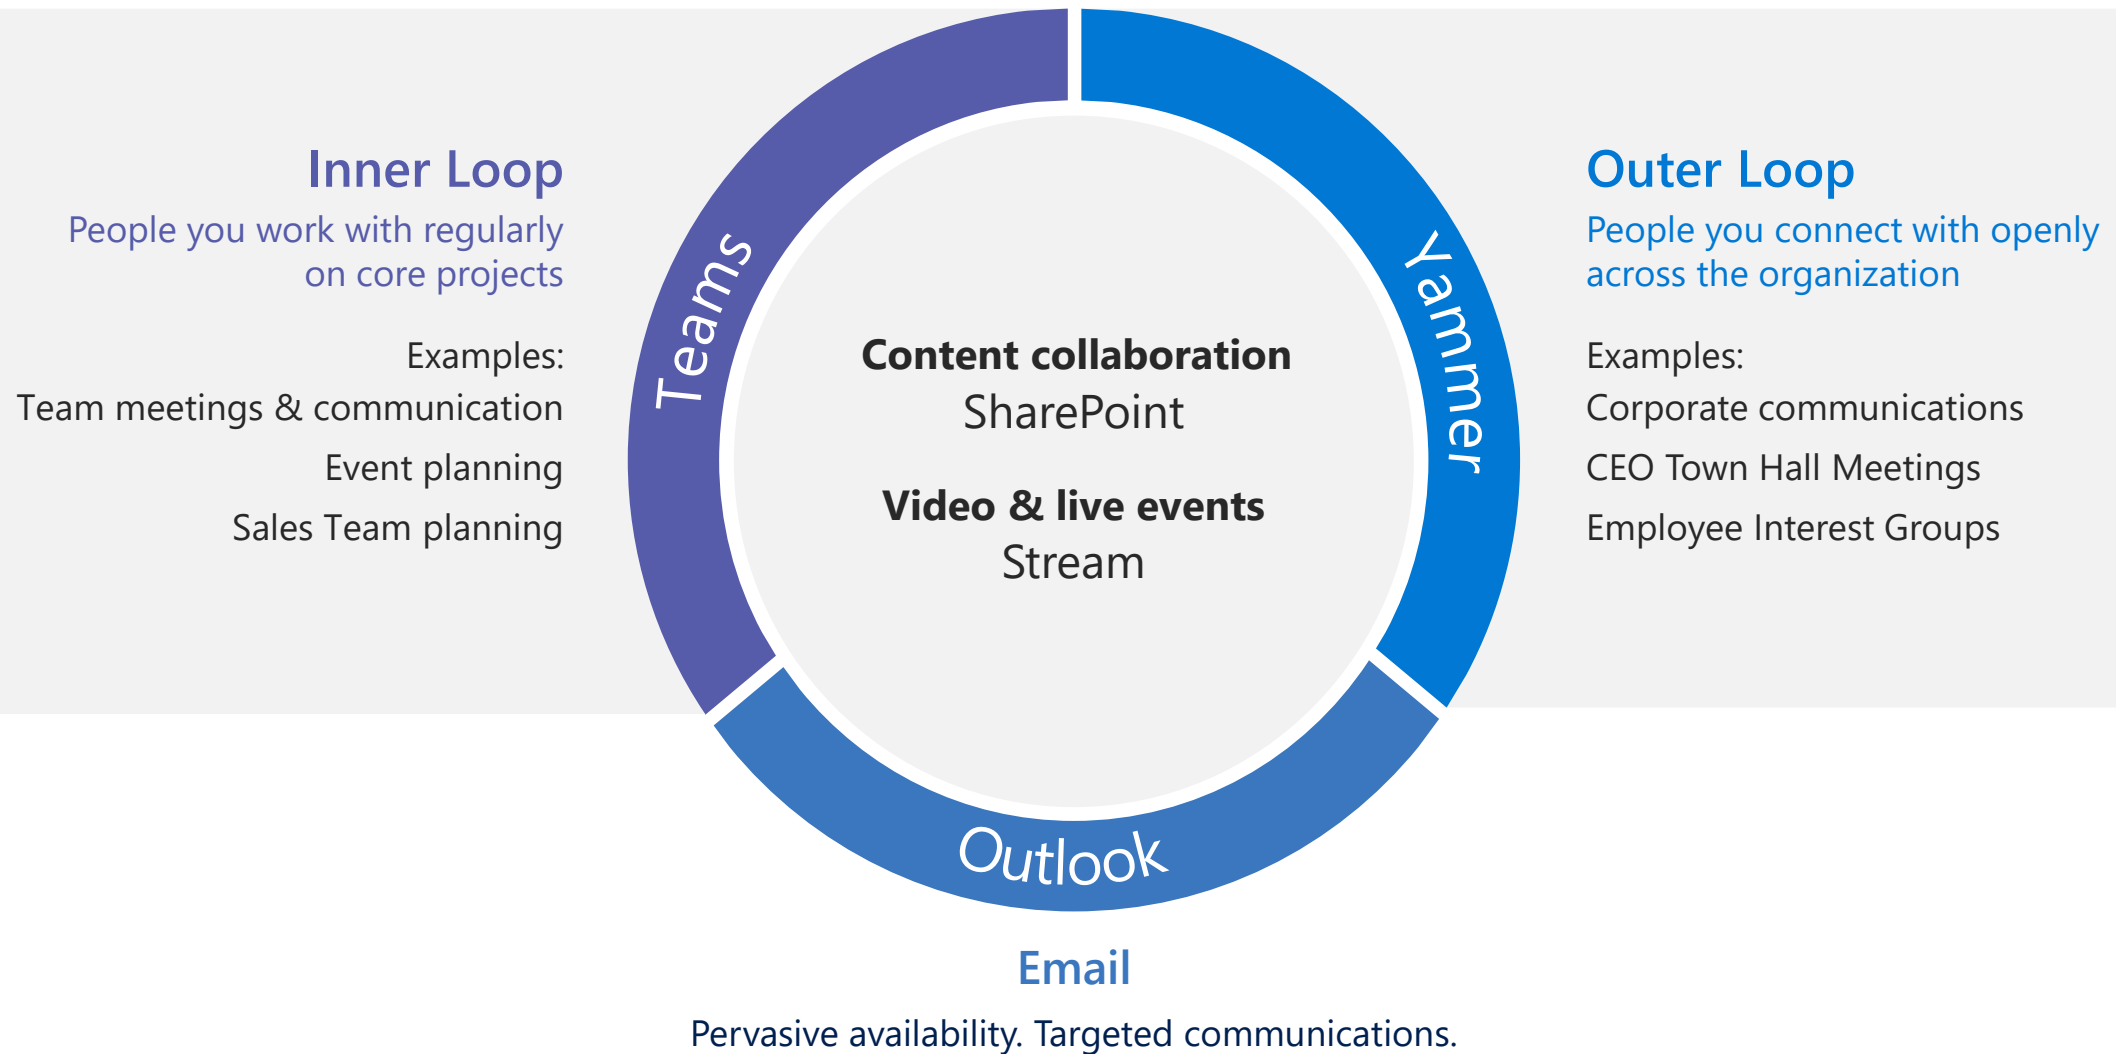 Inner Loop
People you work with regularly
on core projects
Examples:
Team meetings & communication
Event planning
Sales Team planning
Teams
Content collaboration
SharePoint
Video & live events
Stream
Yammer
Outer Loop
People you connect with openly
across the organization
Examples:
Corporate communications
CEO Town Hall Meetings
Employee Interest Groups
Outlook
Email
Pervasive availability. Targeted communications.